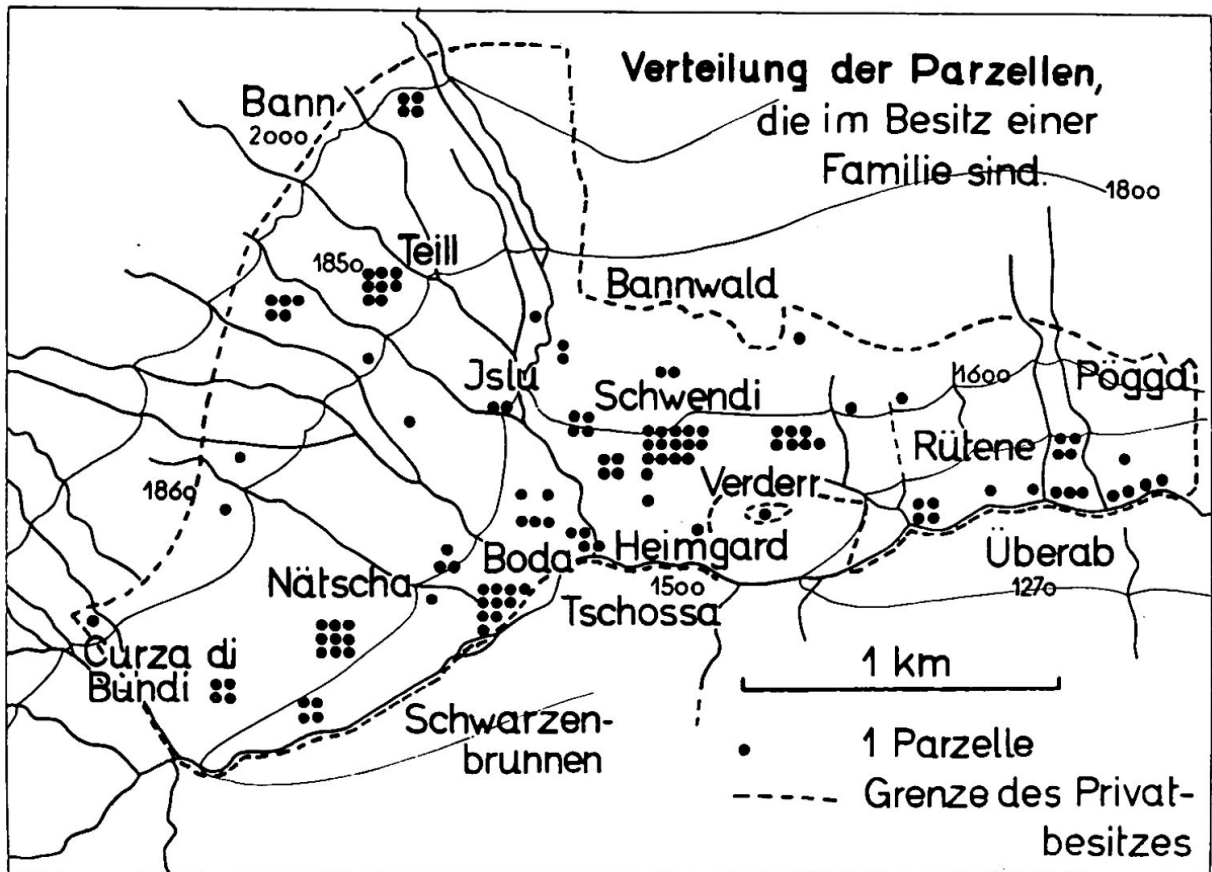 Verteilung der Parzellen,
die im Besitz einer
Familie sind.
Bann
2000
1800
Teill
1850
Bannwald
Jslu
Schwendi
1600
Pögga
Rütene
1860
Verderr
Boda
Heimgard
Nätscha
1500
Tschossa
Überab
1270
Curza di
Bündi
Schwarzen-
brunnen
1 km
1 Parzelle
Grenze des Privat-
besitzes